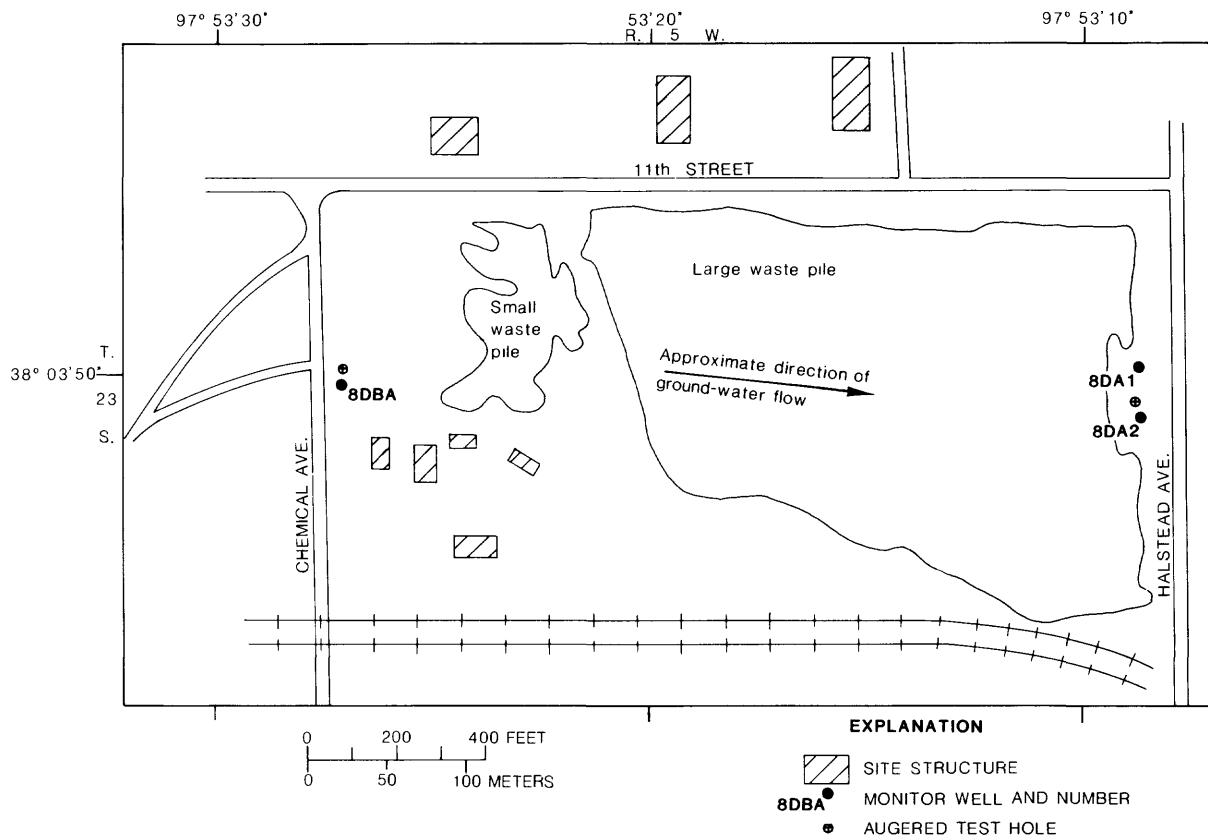 97° 53'30"
53'20"
97° 53'10"
R. 5 W.
11th STREET
Large waste pile
Small
waste
pile
T.
38° 03'50"
23
S.
Approximate direction of
ground-water flow
8DBA
8DA1
8DA2
CHEMICAL AVE.
HALSTEAD AVE.
0 200 400 FEET
0 50 100 METERS
EXPLANATION
SITE STRUCTURE
8DBA MONITOR WELL AND NUMBER
AUGERED TEST HOLE